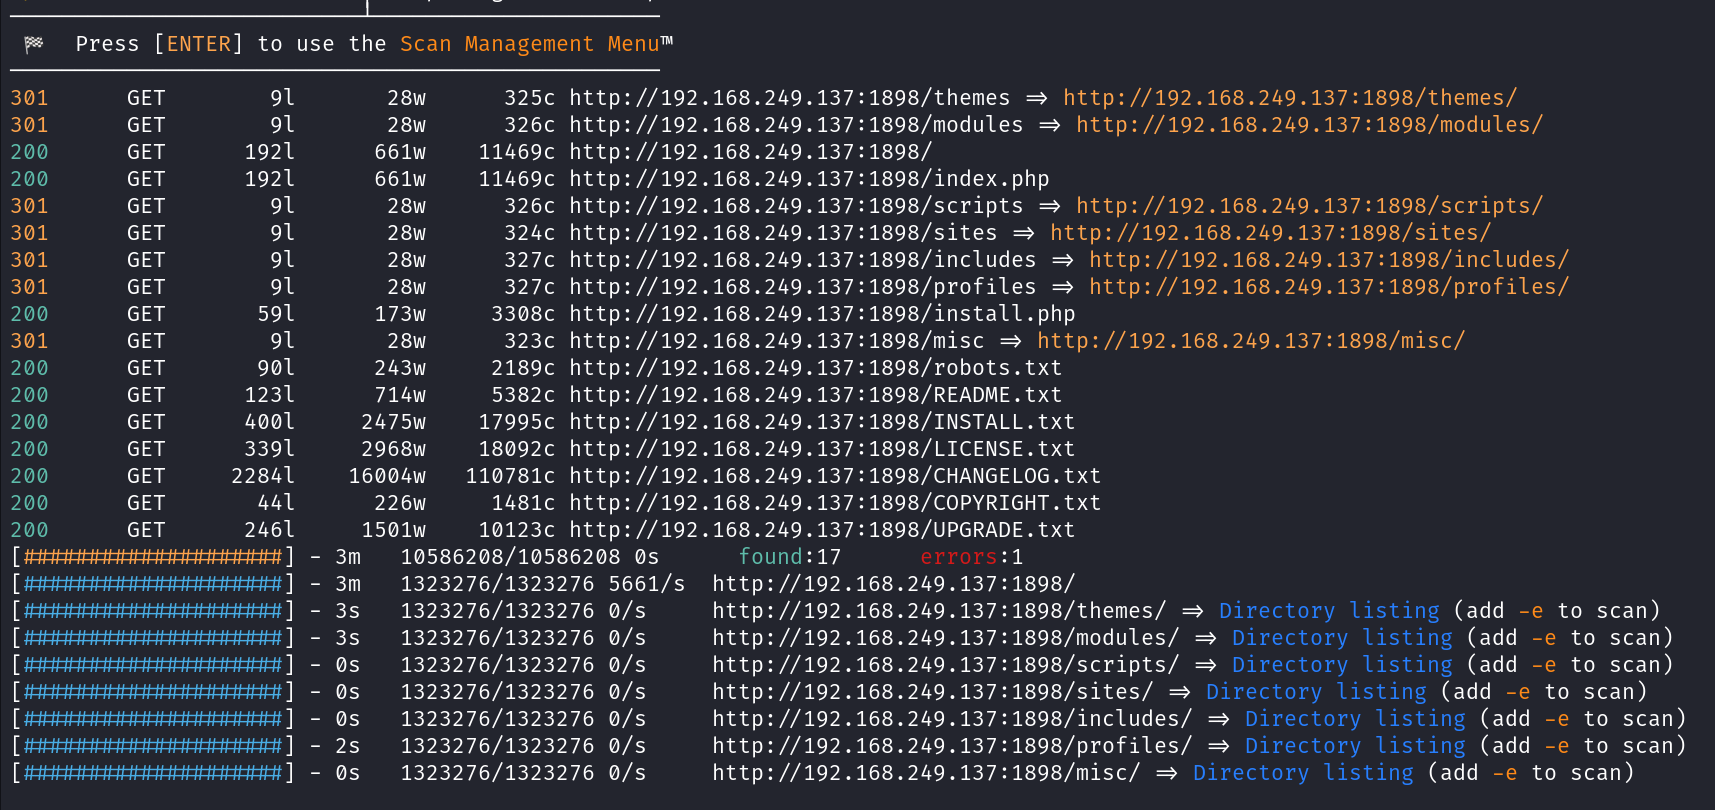 🏁  Press [ENTER] to use the Scan Management Menu™
301      GET        9l       28w      325c http://192.168.249.137:1898/themes => http://192.168.249.137:1898/themes/
301      GET        9l       28w      326c http://192.168.249.137:1898/modules => http://192.168.249.137:1898/modules/
200      GET      192l      661w    11469c http://192.168.249.137:1898/
200      GET      192l      661w    11469c http://192.168.249.137:1898/index.php
301      GET        9l       28w      326c http://192.168.249.137:1898/scripts => http://192.168.249.137:1898/scripts/
301      GET        9l       28w      324c http://192.168.249.137:1898/sites => http://192.168.249.137:1898/sites/
301      GET        9l       28w      327c http://192.168.249.137:1898/includes => http://192.168.249.137:1898/includes/
301      GET        9l       28w      327c http://192.168.249.137:1898/profiles => http://192.168.249.137:1898/profiles/
200      GET       59l      173w     3308c http://192.168.249.137:1898/install.php
301      GET        9l       28w      323c http://192.168.249.137:1898/misc => http://192.168.249.137:1898/misc/
200      GET       90l      243w     2189c http://192.168.249.137:1898/robots.txt
200      GET      123l      714w     5382c http://192.168.249.137:1898/README.txt
200      GET      400l     2475w    17995c http://192.168.249.137:1898/INSTALL.txt
200      GET      339l     2968w    18092c http://192.168.249.137:1898/LICENSE.txt
200      GET     2284l    16004w   110781c http://192.168.249.137:1898/CHANGELOG.txt
200      GET       44l      226w     1481c http://192.168.249.137:1898/COPYRIGHT.txt
200      GET      246l     1501w    10123c http://192.168.249.137:1898/UPGRADE.txt
[####################] - 3m   10586208/10586208 0s      found:17      errors:1
[####################] - 3m   1323276/1323276 5661/s  http://192.168.249.137:1898/
[####################] - 3s   1323276/1323276 0/s     http://192.168.249.137:1898/themes/ => Directory listing (add -e to scan)
[####################] - 3s   1323276/1323276 0/s     http://192.168.249.137:1898/modules/ => Directory listing (add -e to scan)
[####################] - 0s   1323276/1323276 0/s     http://192.168.249.137:1898/scripts/ => Directory listing (add -e to scan)
[####################] - 0s   1323276/1323276 0/s     http://192.168.249.137:1898/sites/ => Directory listing (add -e to scan)
[####################] - 0s   1323276/1323276 0/s     http://192.168.249.137:1898/includes/ => Directory listing (add -e to scan)
[####################] - 2s   1323276/1323276 0/s     http://192.168.249.137:1898/profiles/ => Directory listing (add -e to scan)
[####################] - 0s   1323276/1323276 0/s     http://192.168.249.137:1898/misc/ => Directory listing (add -e to scan)